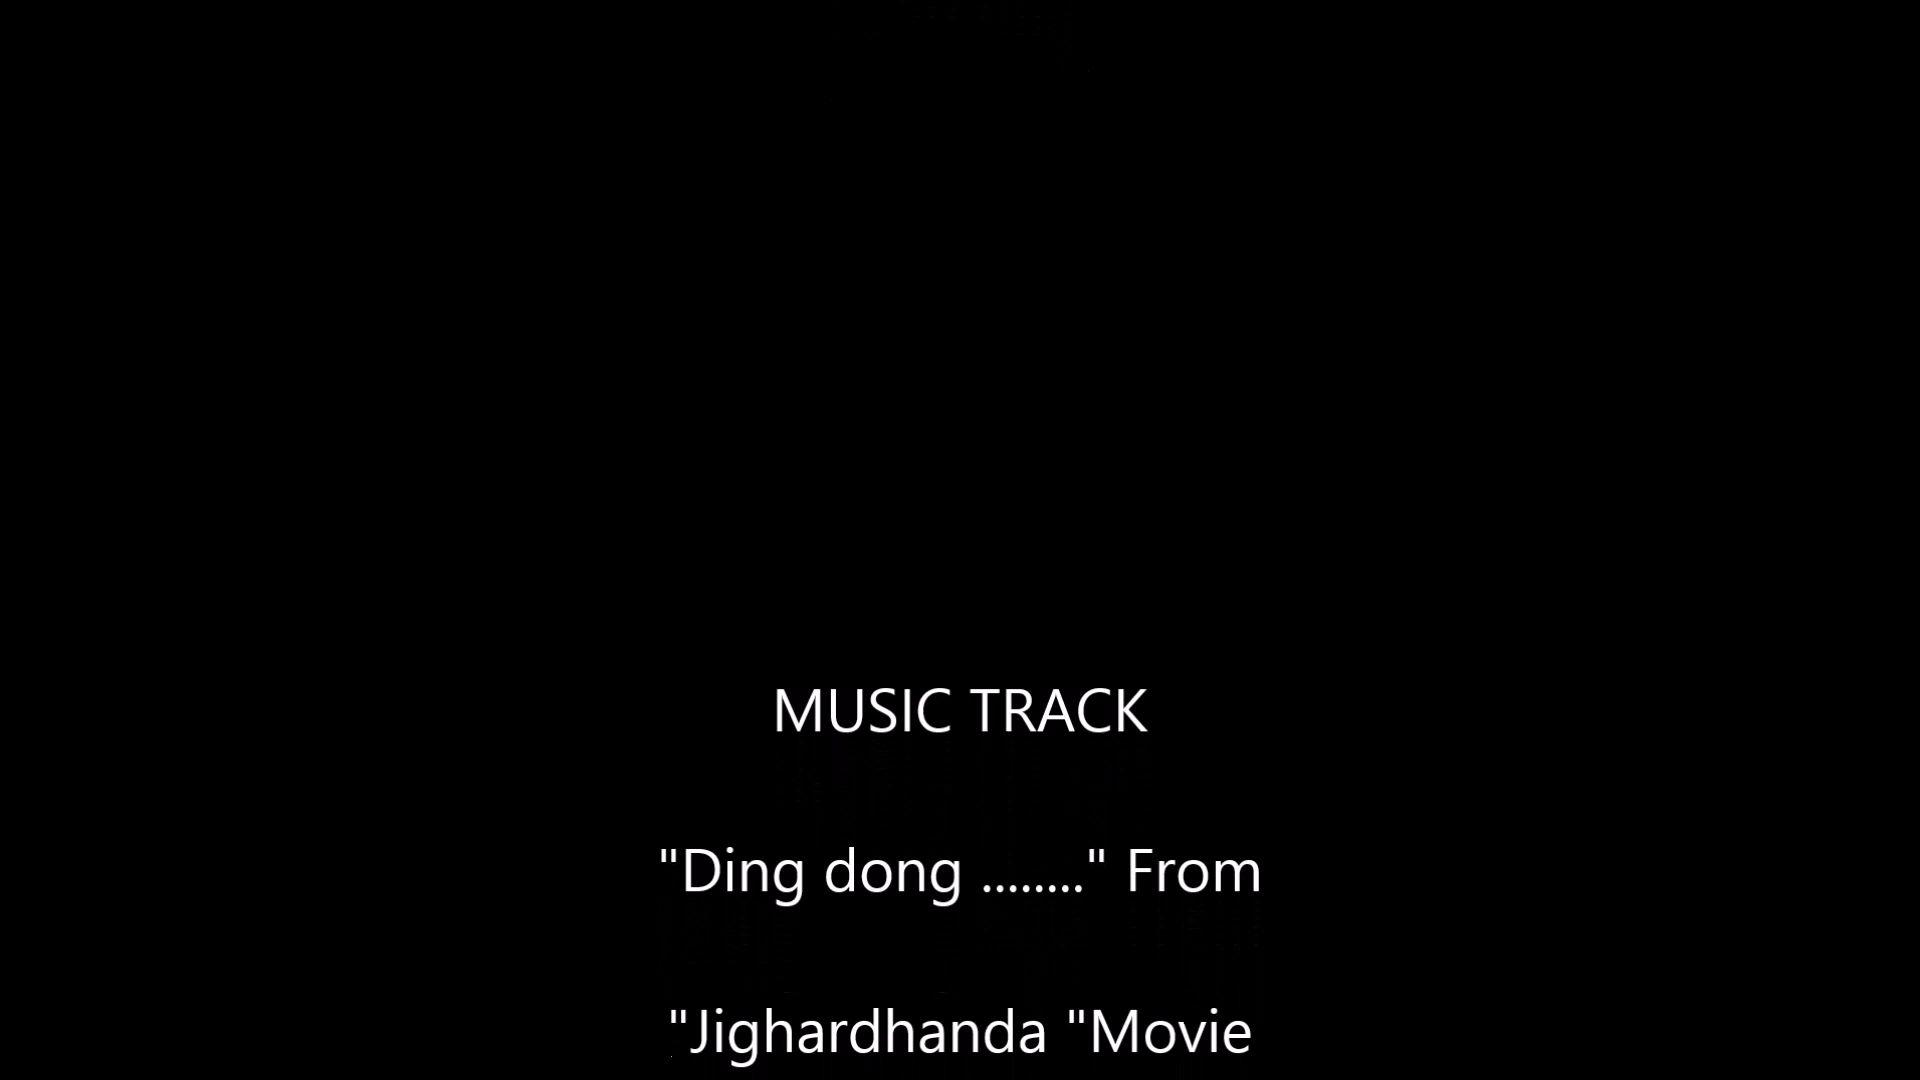 MUSIC TRACK
"Ding dong ........" From
"Jighardhanda "Movie